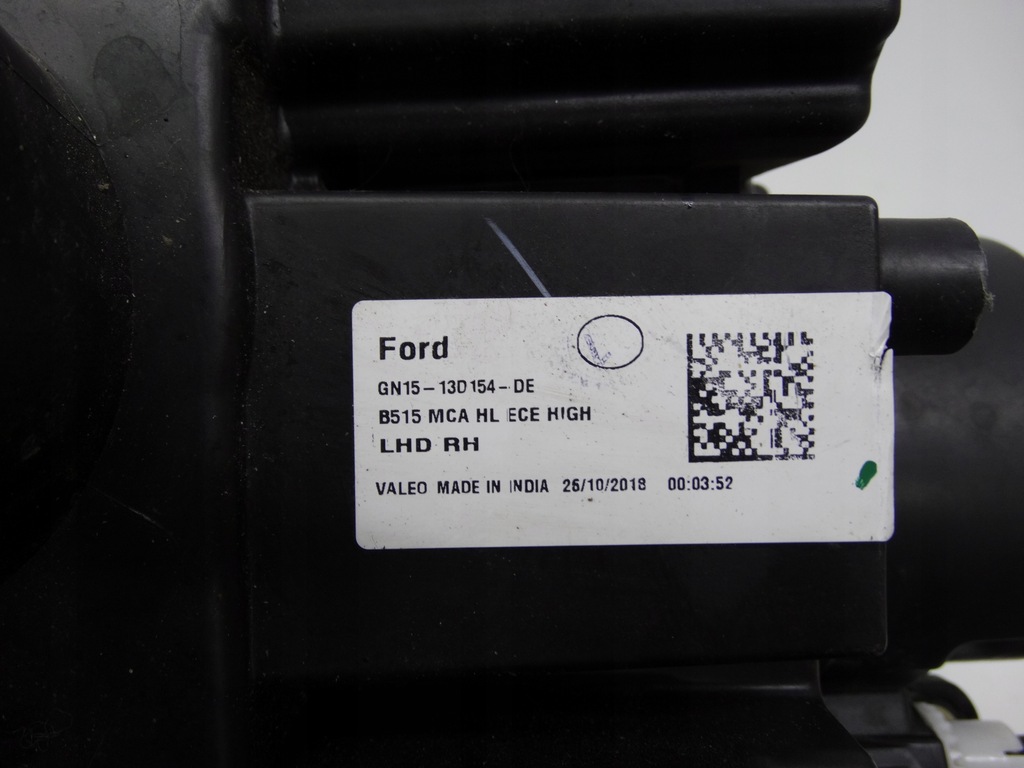 Ford
GN15-13D154-DE
B515 MCA HL ECE HIGH
LHD RH
VALEO MADE IN INDIA 26/10/2018 00:03:52